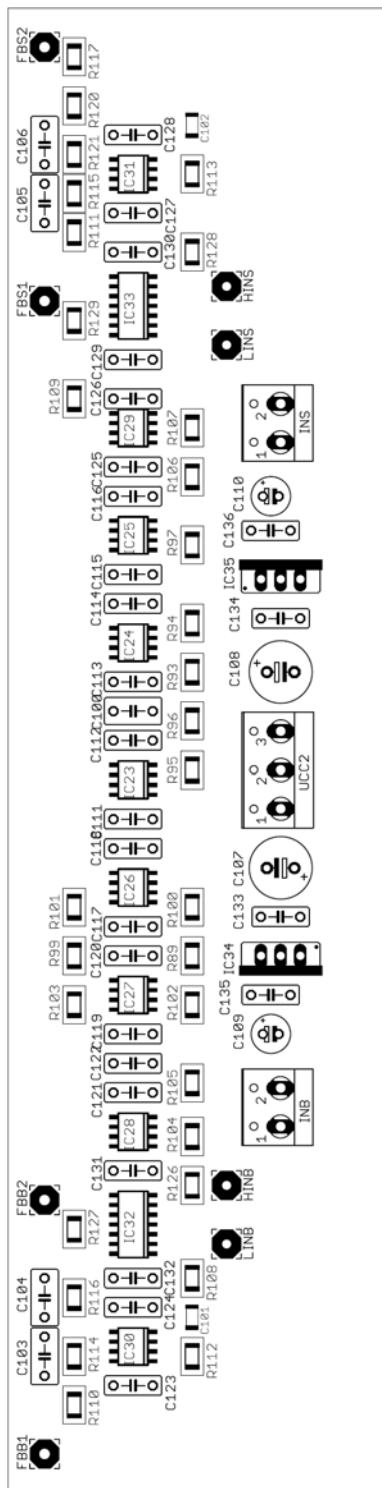 FBS2
R117
R120
C106
R121
C128
C102
IC31
R113
R115
C105
R111
C127
C130
R128
HINS
FBS1
R129
IC33
LINS
C129
R109
C126
IC29
R107
2
1
INS
C125
R106
C116
C110
C136
IC25
R97
C115
IC35
C114
C134
R94
IC24
C108
R93
C113
C100
R96
C112
3
2
1
UCC2
R95
IC23
C111
C118
C107
IC26
R101
R100
C117
C133
R99
C120
R89
IC34
R103
IC27
R102
C135
C119
C109
C122
C121
R105
2
1
INB
IC28
R104
C131
R126
HINB
FBB2
R127
IC32
LINB
C104
R116
C132
R108
C124
C101
C103
R114
IC30
R112
C123
R110
FBB1